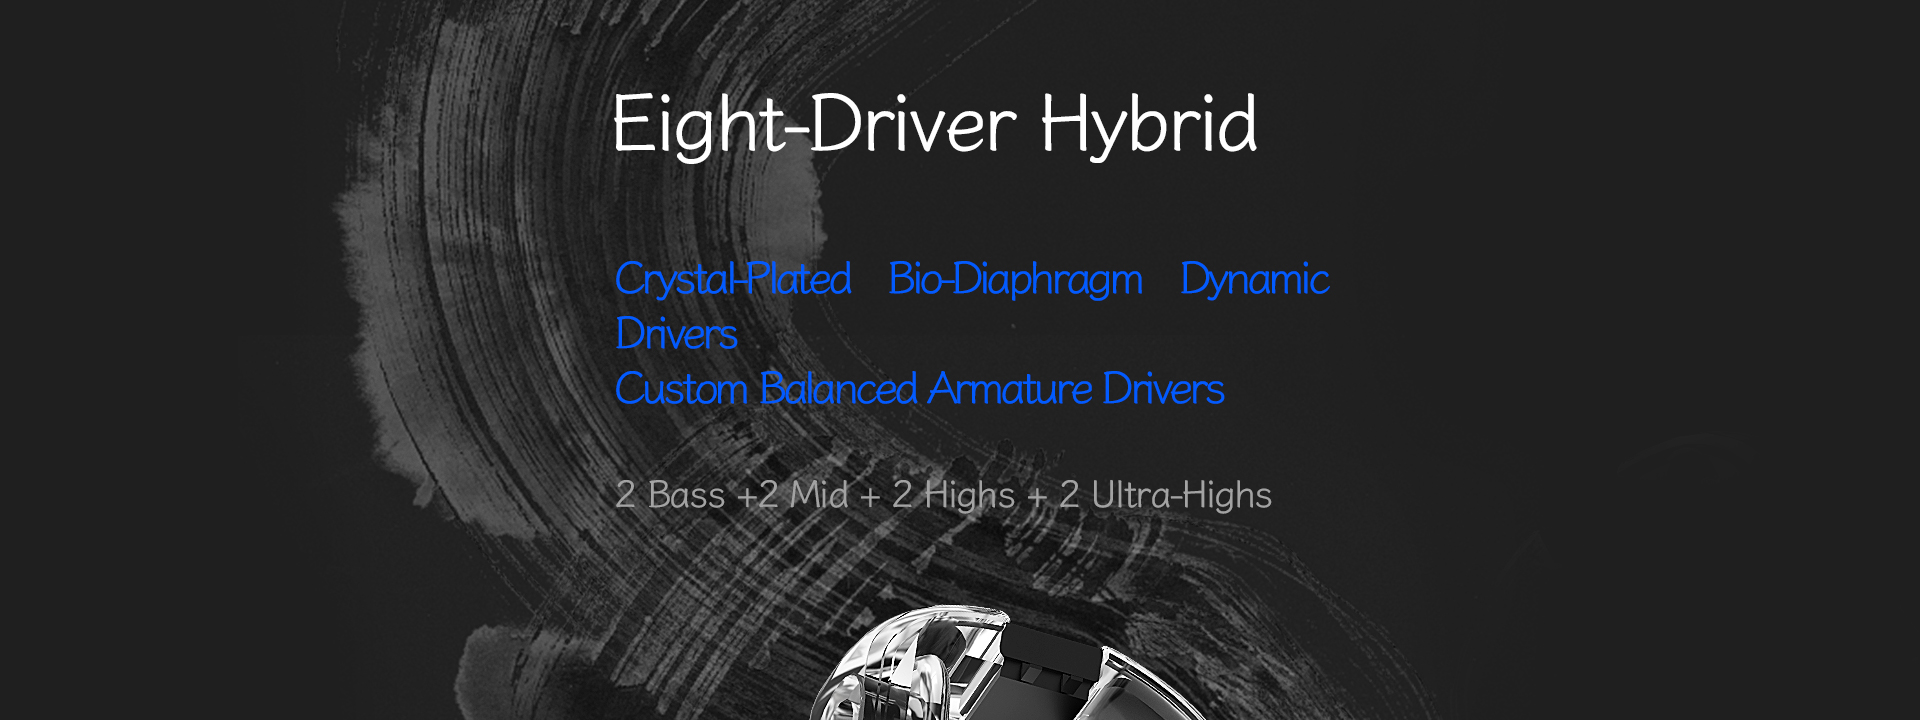 Eight-Driver Hybrid
Crystal-Plated Bio-Diaphragm Dynamic
Drivers
Custom Balanced Armature Drivers
2 Bass +2 Mid + 2 Highs + 2 Ultra-Highs